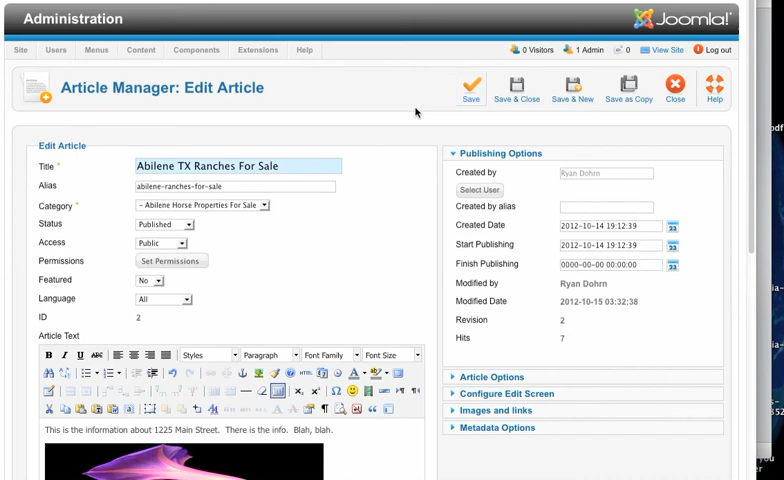 Administration
Joomla!®
Site Users Menus Content Components Extensions Help
0 Visitors 1 Admin 0 View Site Log out
Article Manager: Edit Article
Save Save & Close Save & New Save as Copy Close Help
Edit Article
Title * Abilene TX Ranches For Sale
Alias abilene-ranches-for-sale
Category * - Abilene Horse Properties For Sale
Status Published
Access Public
Permissions Set Permissions
Featured No
Language All
ID 2
Article Text
B I U ABC Styles Paragraph Font Family Font Size
HTML
This is the information about 1225 Main Street. There is the info. Blah, blah.
Publishing Options
Created by Ryan Dohrn
Select User
Created by alias
Created Date 2012-10-14 19:12:39 23
Start Publishing 2012-10-14 19:12:39 23
Finish Publishing 0000-00-00 00:00:00 23
Modified by Ryan Dohrn
Modified Date 2012-10-15 03:32:38
Revision 2
Hits 7
Article Options
Configure Edit Screen
Images and links
Metadata Options